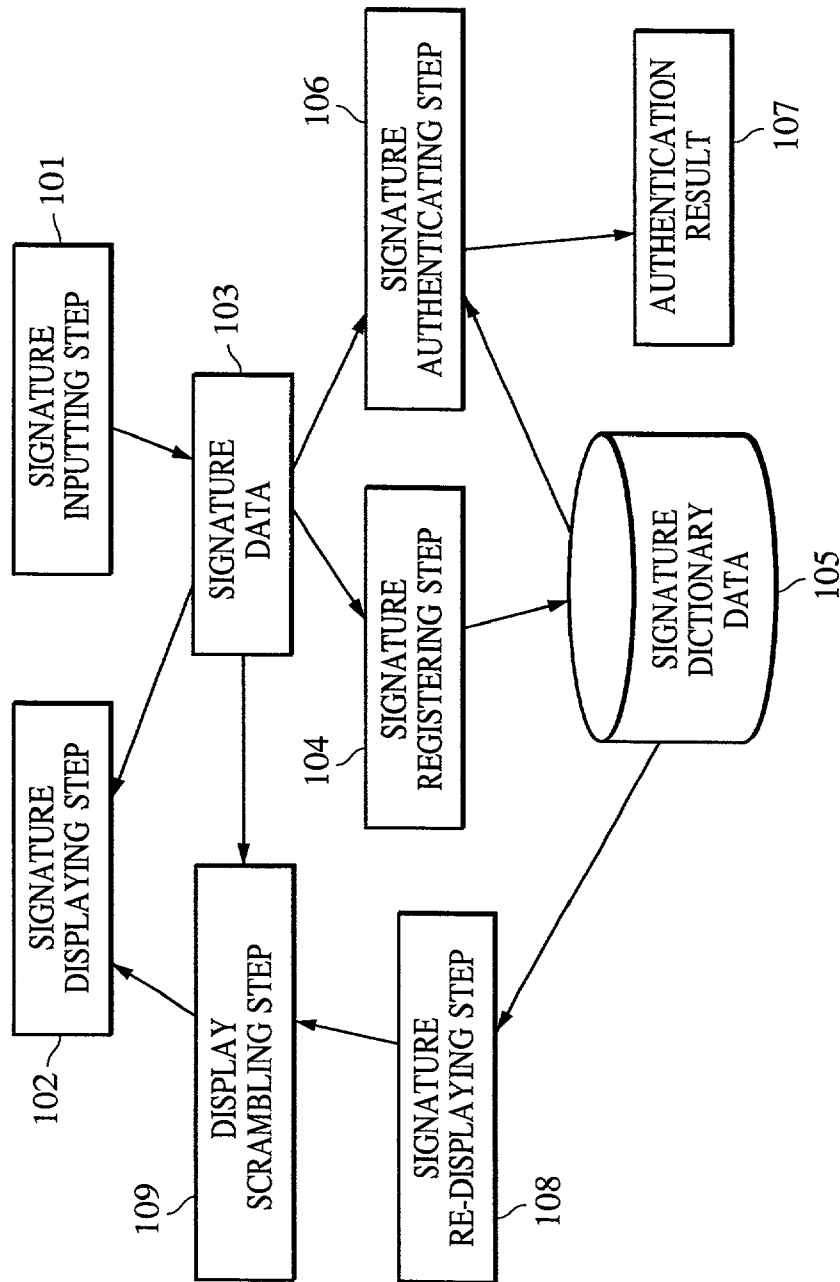 101
SIGNATURE
INPUTTING STEP
SIGNATURE
DISPLAYING STEP
102
103
SIGNATURE
DATA
109
DISPLAY
SCRAMBLING STEP
106
SIGNATURE
AUTHENTICATING STEP
104
SIGNATURE
REGISTERING STEP
SIGNATURE
RE-DISPLAYING STEP
108
AUTHENTICATION
RESULT
107
SIGNATURE
DICTIONARY
DATA
105